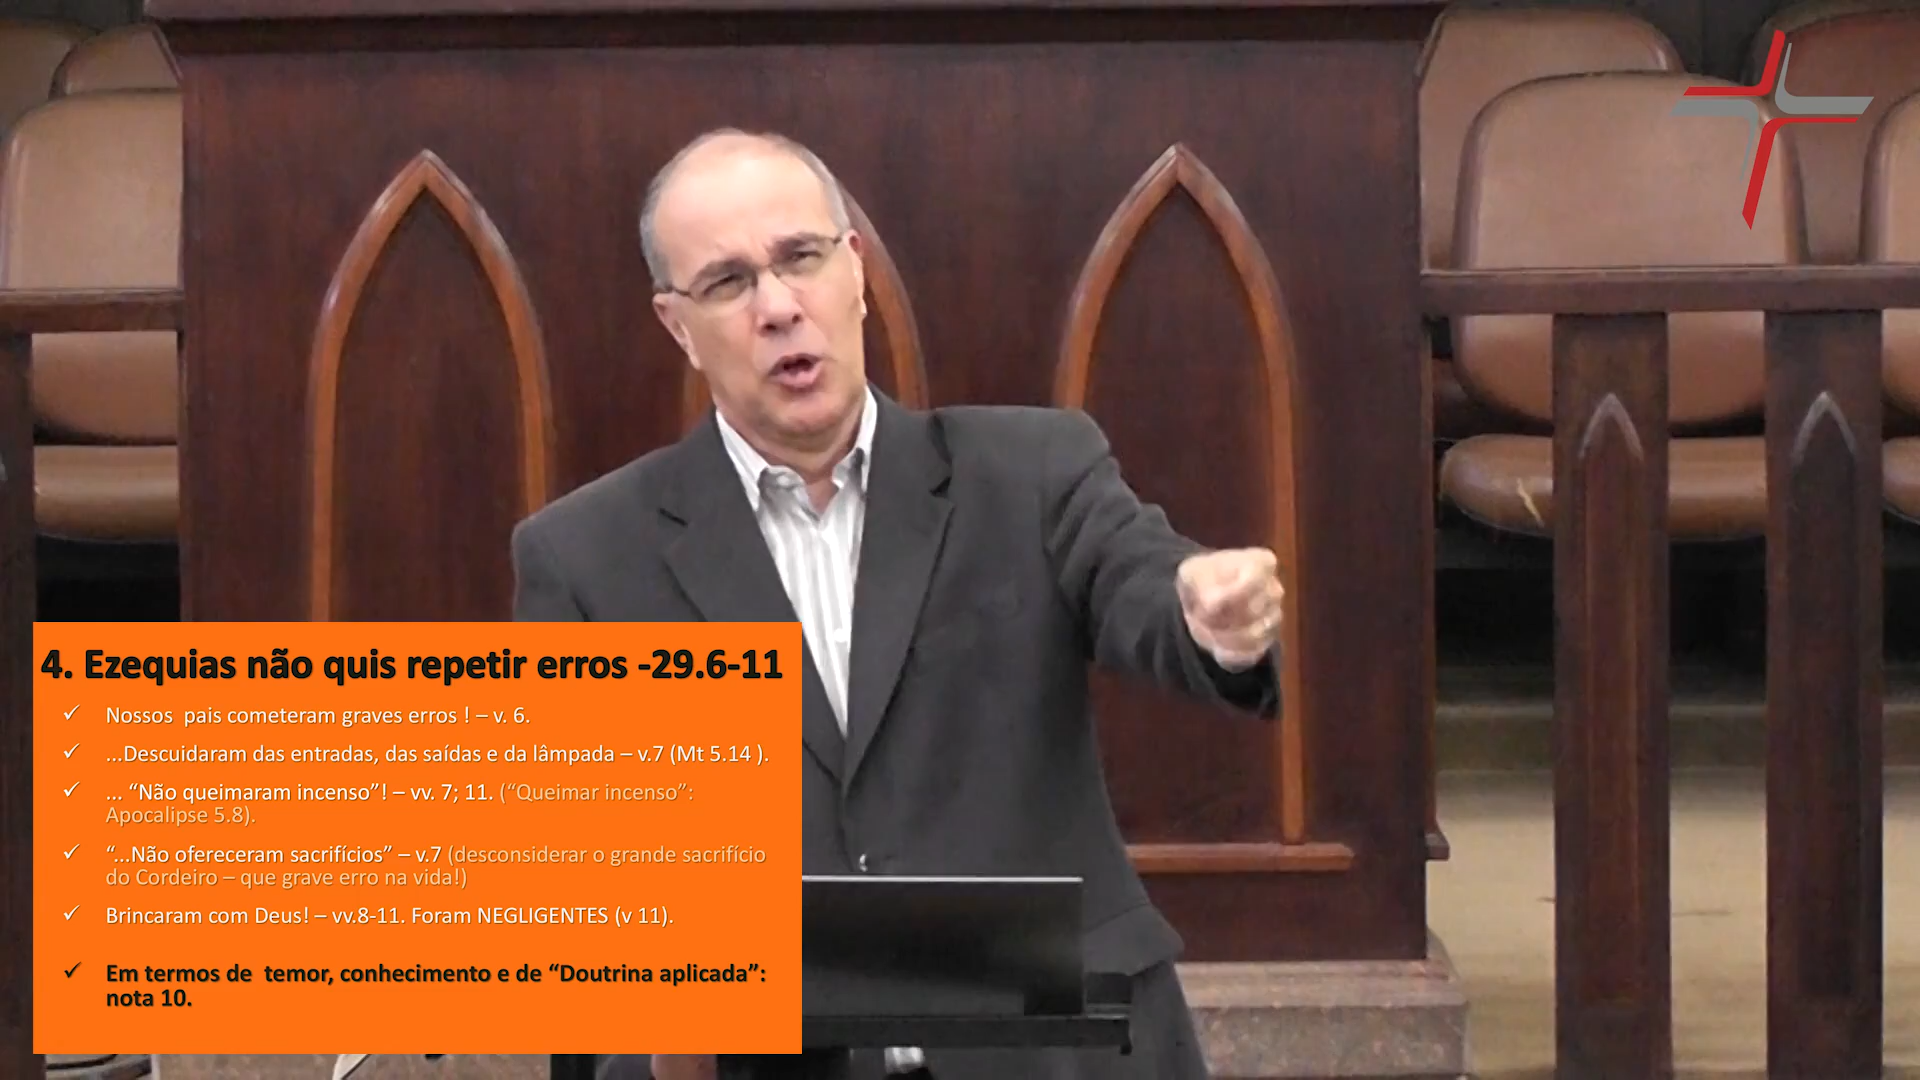 4. Ezequias não quis repetir erros -29.6-11
✓ Nossos  pais cometeram graves erros ! – v. 6.
✓ ...Descuidaram das entradas, das saídas e da lâmpada – v.7 (Mt 5.14 ).
✓ ... “Não queimaram incenso”! – vv. 7; 11. (“Queimar incenso”:
Apocalipse 5.8).
✓ “...Não ofereceram sacrifícios” – v.7 (desconsiderar o grande sacrifício
do Cordeiro – que grave erro na vida!)
✓ Brincaram com Deus! – vv.8-11. Foram NEGLIGENTES (v 11).
✓ Em termos de  temor, conhecimento e de “Doutrina aplicada”:
nota 10.